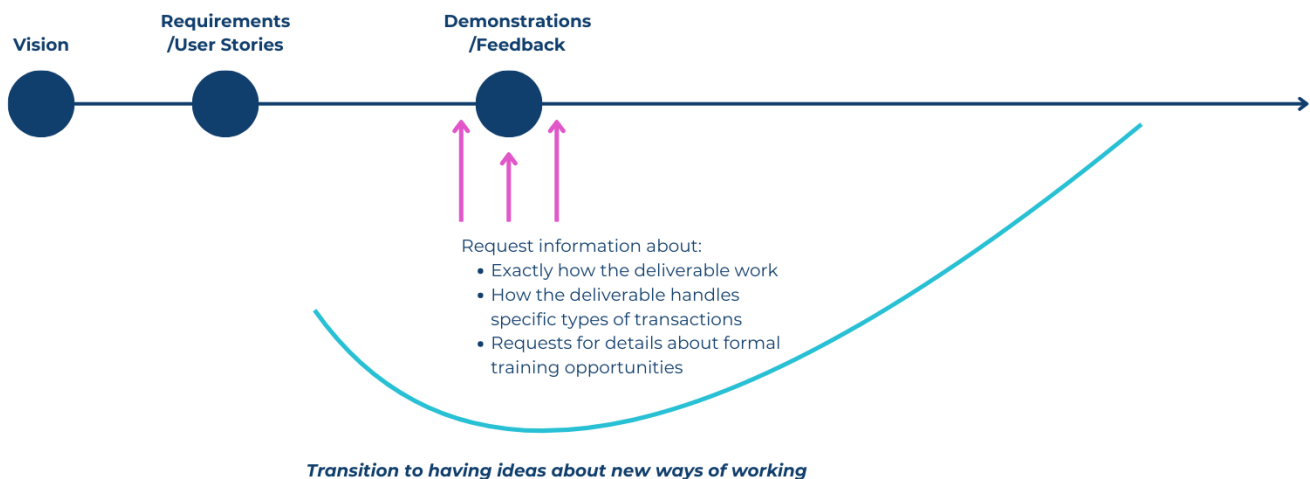 Vision
Requirements
/User Stories
Demonstrations
/Feedback
Request information about:
• Exactly how the deliverable work
• How the deliverable handles
specific types of transactions
• Requests for details about formal
training opportunities
Transition to having ideas about new ways of working